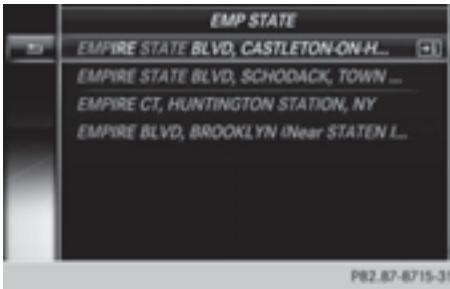 EMP STATE
EMPIRE STATE BLVD, CASTLETON-ON-H...
EMPIRE STATE BLVD, SCHODACK, TOWN ...
EMPIRE CT, HUNTINGTON STATION, NY
EMPIRE BLVD, BROOKLYN (Near STATEN I...
P82.87-8715-31